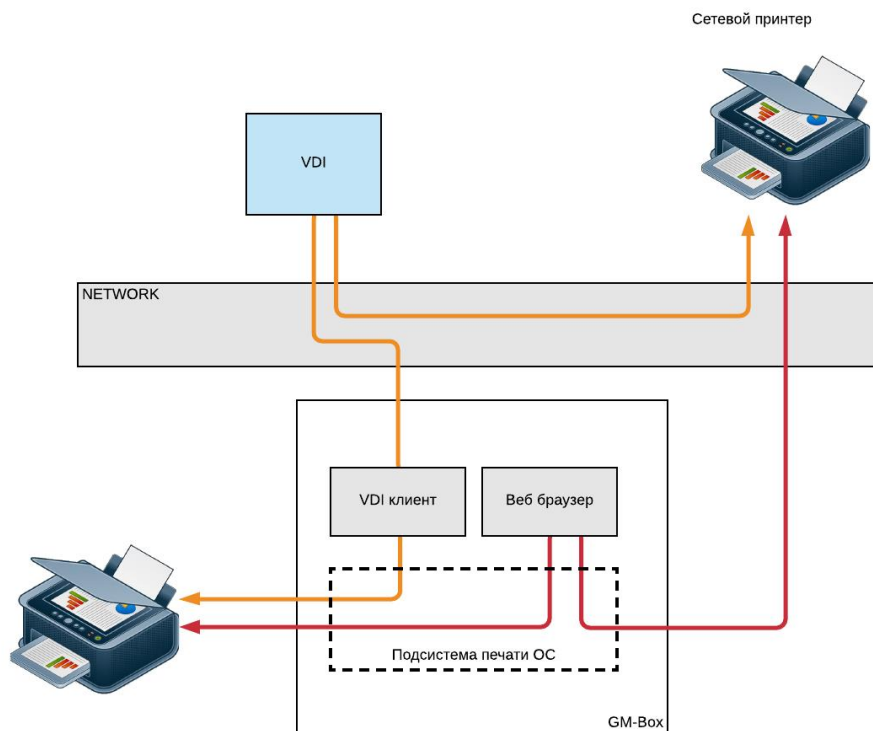 Сетевой принтер
VDI
NETWORK
VDI клиент
Веб браузер
Подсистема печати ОС
GM-Box